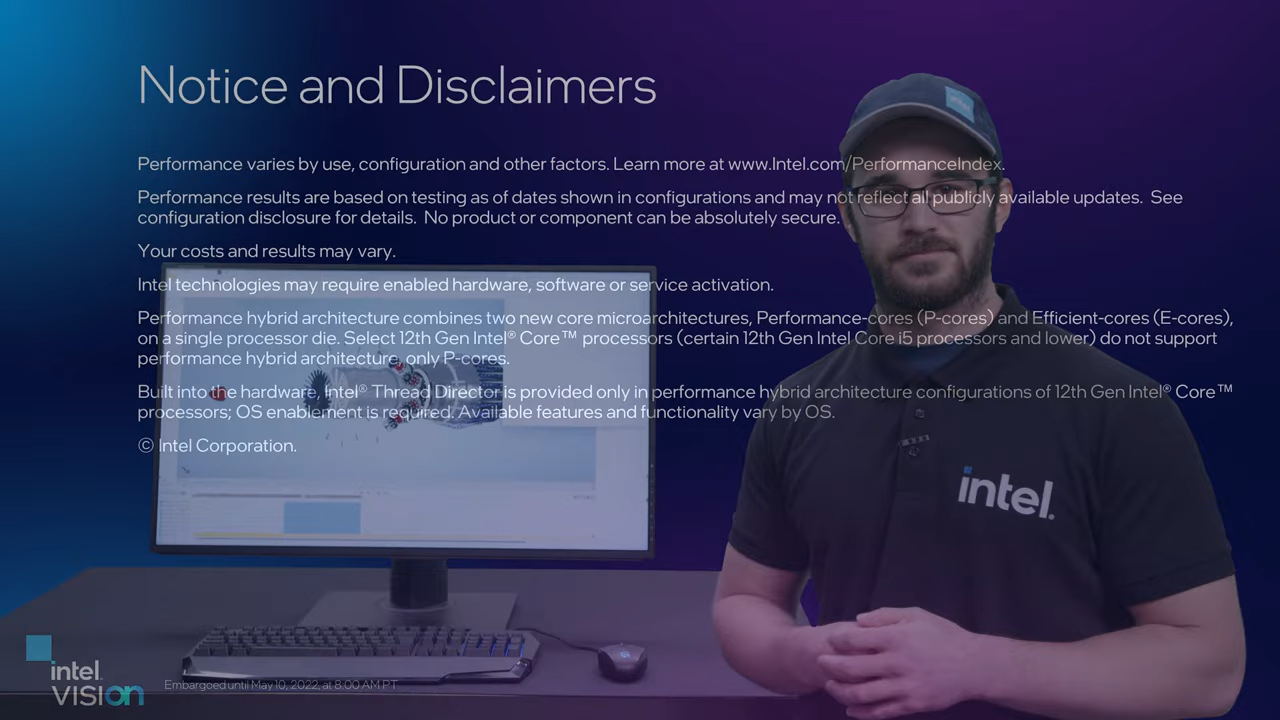 Notice and Disclaimers
Performance varies by use, configuration and other factors. Learn more at www.Intel.com/PerformanceIndex.
Performance results are based on testing as of dates shown in configurations and may not reflect all publicly available updates. See
configuration disclosure for details. No product or component can be absolutely secure.
Your costs and results may vary.
Intel technologies may require enabled hardware, software or service activation.
Performance hybrid architecture combines two new core microarchitectures, Performance-cores (P-cores) and Efficient-cores (E-cores),
on a single processor die. Select 12th Gen Intel® Core™ processors (certain 12th Gen Intel Core i5 processors and lower) do not support
performance hybrid architecture, only P-cores.
Built into the hardware, Intel® Thread Director is provided only in performance hybrid architecture configurations of 12th Gen Intel® Core™
processors; OS enablement is required. Available features and functionality vary by OS.
© Intel Corporation.
intel
intel.
intel.
VISION
Embargoed until May 10, 2022, at 8:00 AM PT